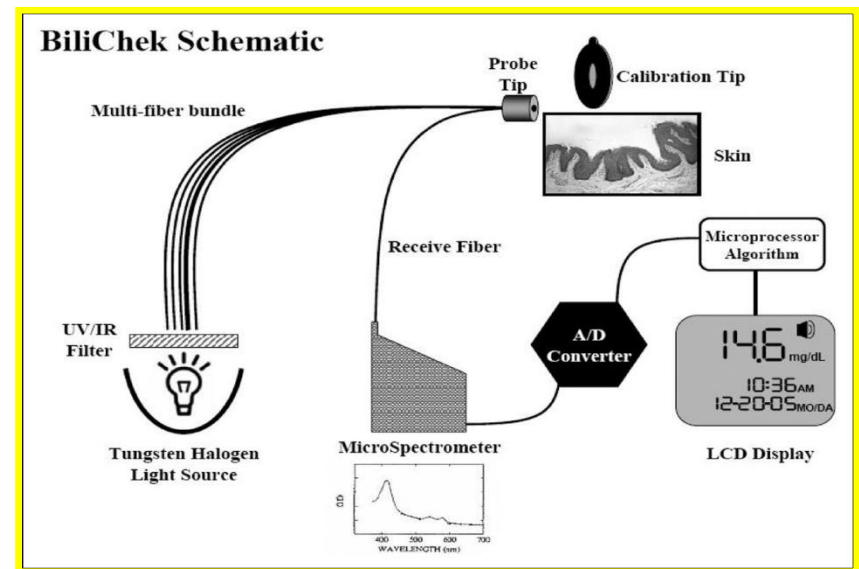 BiliChek Schematic
Probe
Tip
Calibration Tip
Multi-fiber bundle
Skin
Receive Fiber
Microprocessor
Algorithm
UV/IR
Filter
A/D
Converter
14.6 mg/dL
10:36AM
12-20-05MO/DA
Tungsten Halogen
Light Source
MicroSpectrometer
LCD Display
OD
400 500 600 700
WAVELENGTH (nm)